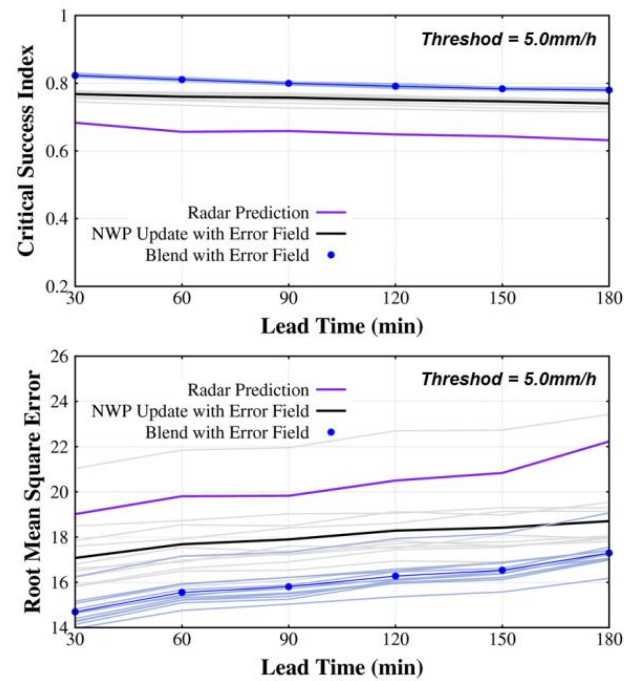 Threshod = 5.0mm/h
Critical Success Index
1
0.8
0.6
0.4
0.2
Radar Prediction
NWP Update with Error Field
Blend with Error Field
30 60 90 120 150 180
Lead Time (min)
Threshod = 5.0mm/h
Root Mean Square Error
26
24
22
20
18
16
14
Radar Prediction
NWP Update with Error Field
Blend with Error Field
30 60 90 120 150 180
Lead Time (min)